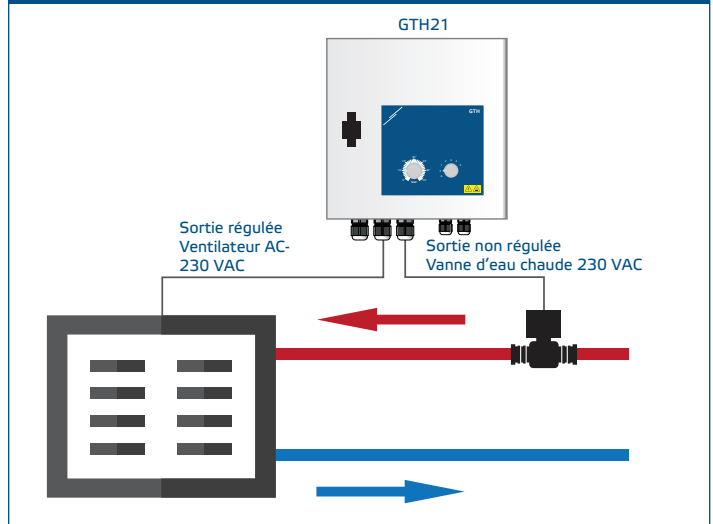 GTH21
GTH
Sortie régulée
Ventilateur AC-
230 VAC
Sortie non régulée
Vanne d’eau chaude 230 VAC